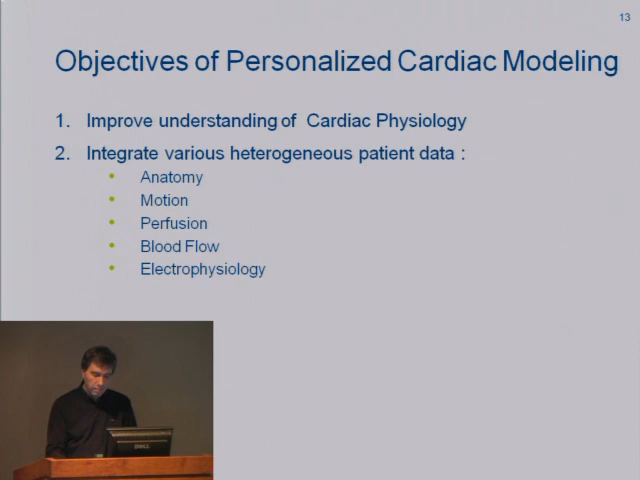 13
Objectives of Personalized Cardiac Modeling
1. Improve understanding of Cardiac Physiology
2. Integrate various heterogeneous patient data :
• Anatomy
• Motion
• Perfusion
• Blood Flow
• Electrophysiology
DELL